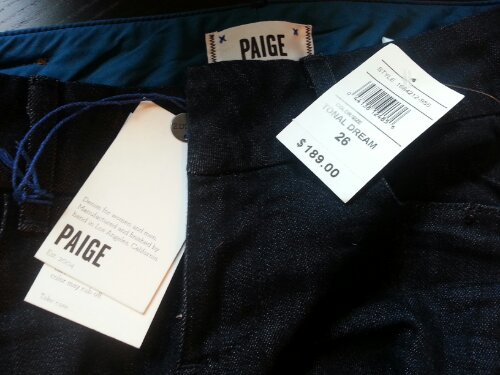 PAIGE
STYLE:
TONAL DREAM
26
$189.00
Denim for women and men.
Manufactured and finished by
hand in Los Angeles, California.
PAIGE
Est. 2004
color may rub off